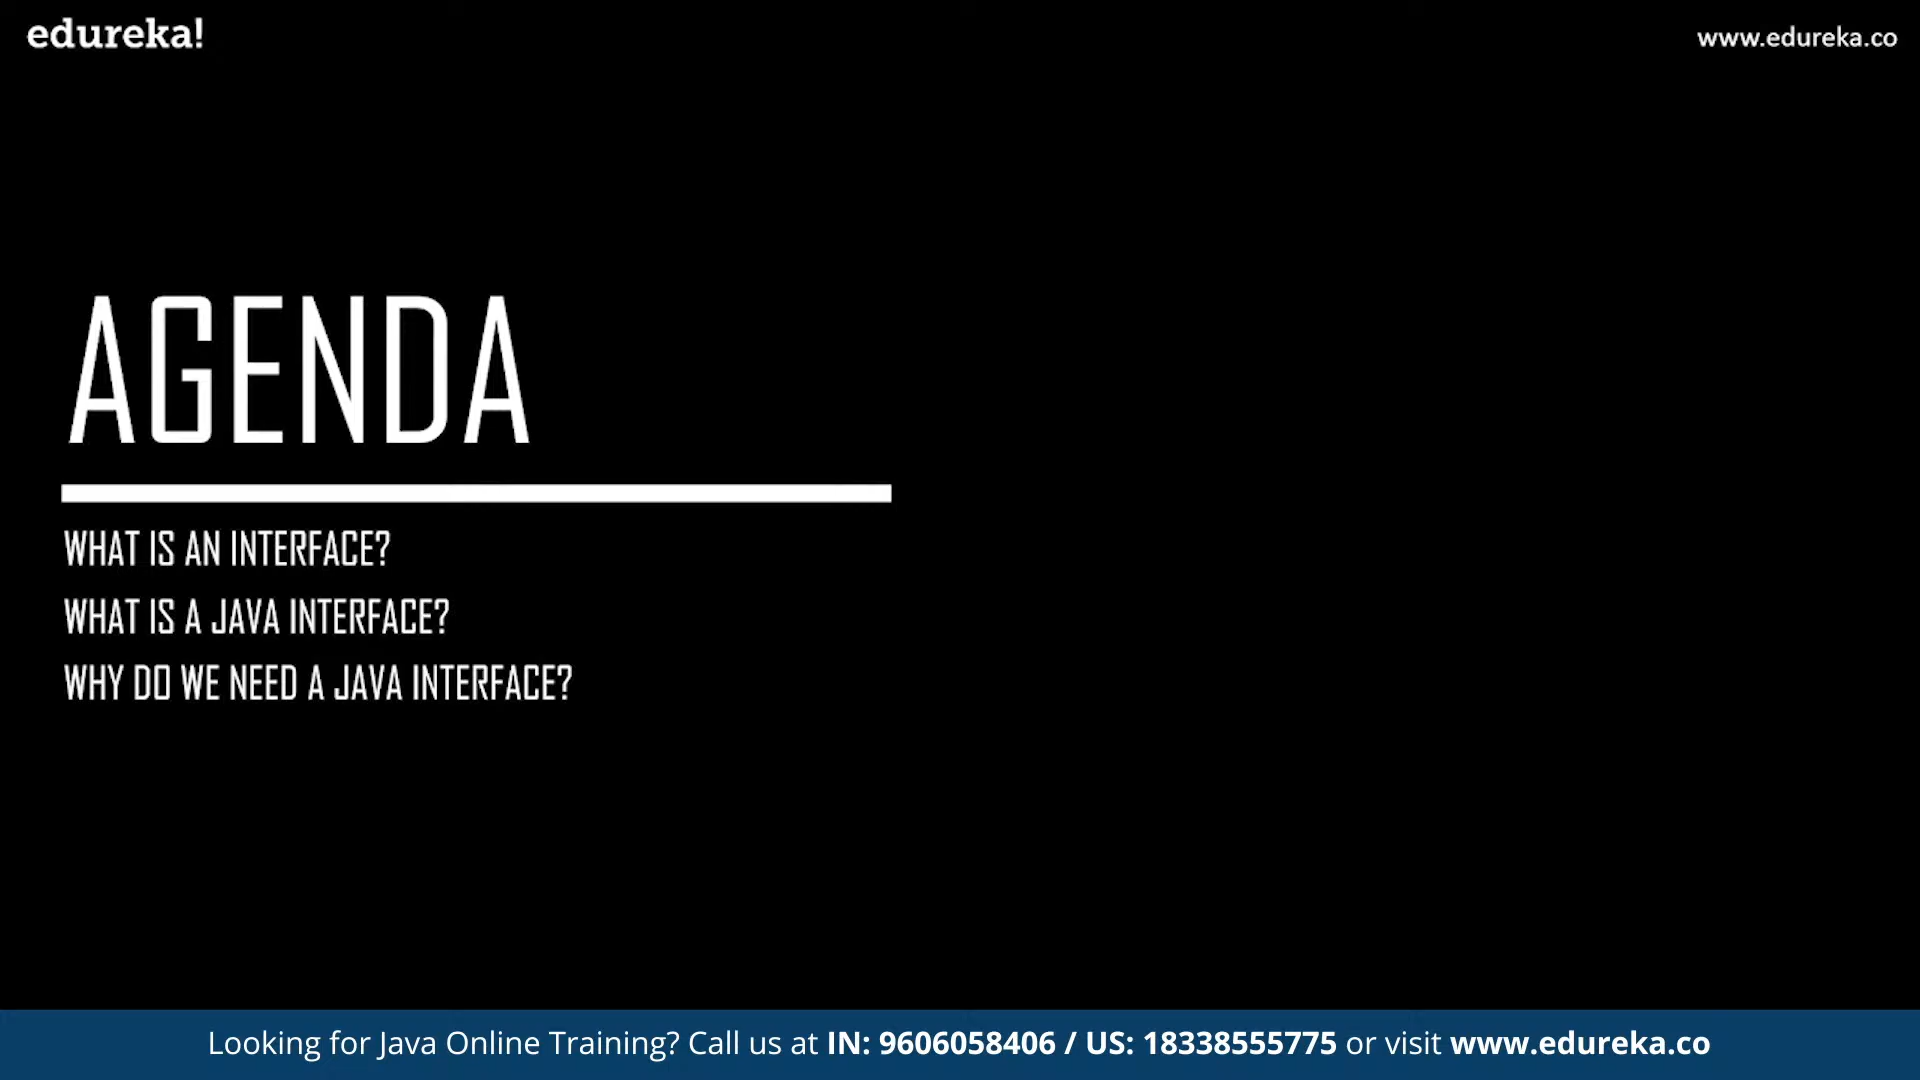 edureka!
www.edureka.co
AGENDA
WHAT IS AN INTERFACE?
WHAT IS A JAVA INTERFACE?
WHY DO WE NEED A JAVA INTERFACE?
Looking for Java Online Training? Call us at IN: 9606058406 / US: 18338555775 or visit www.edureka.co